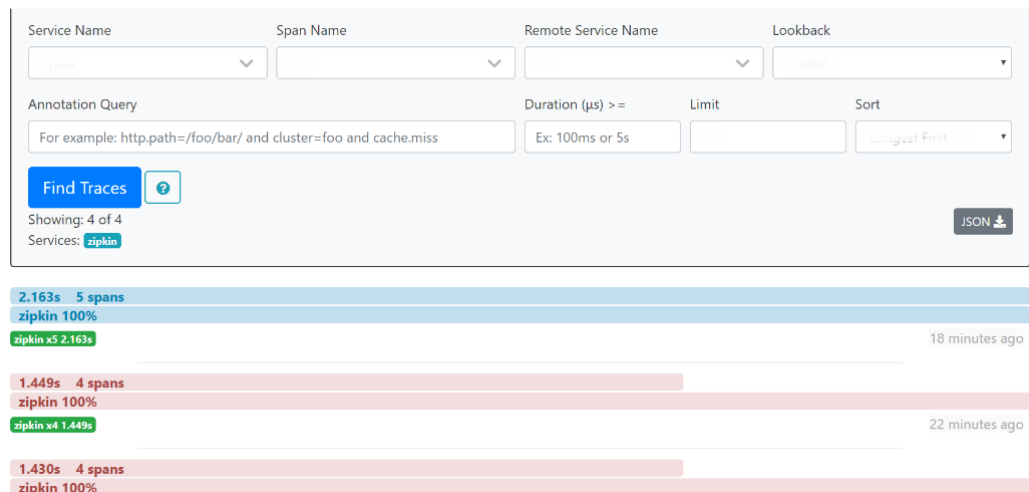 Service Name Span Name Remote Service Name Lookback
zipkin
Annotation Query Duration (μs) >= Limit Sort
For example: http.path=/foo/bar/ and cluster=foo and cache.miss Ex: 100ms or 5s Longest First
Find Traces
Showing: 4 of 4 JSON
Services: zipkin
2.163s 5 spans
zipkin 100%
zipkin x5 2.163s 18 minutes ago
1.449s 4 spans
zipkin 100%
zipkin x4 1.449s 22 minutes ago
1.430s 4 spans
zipkin 100%